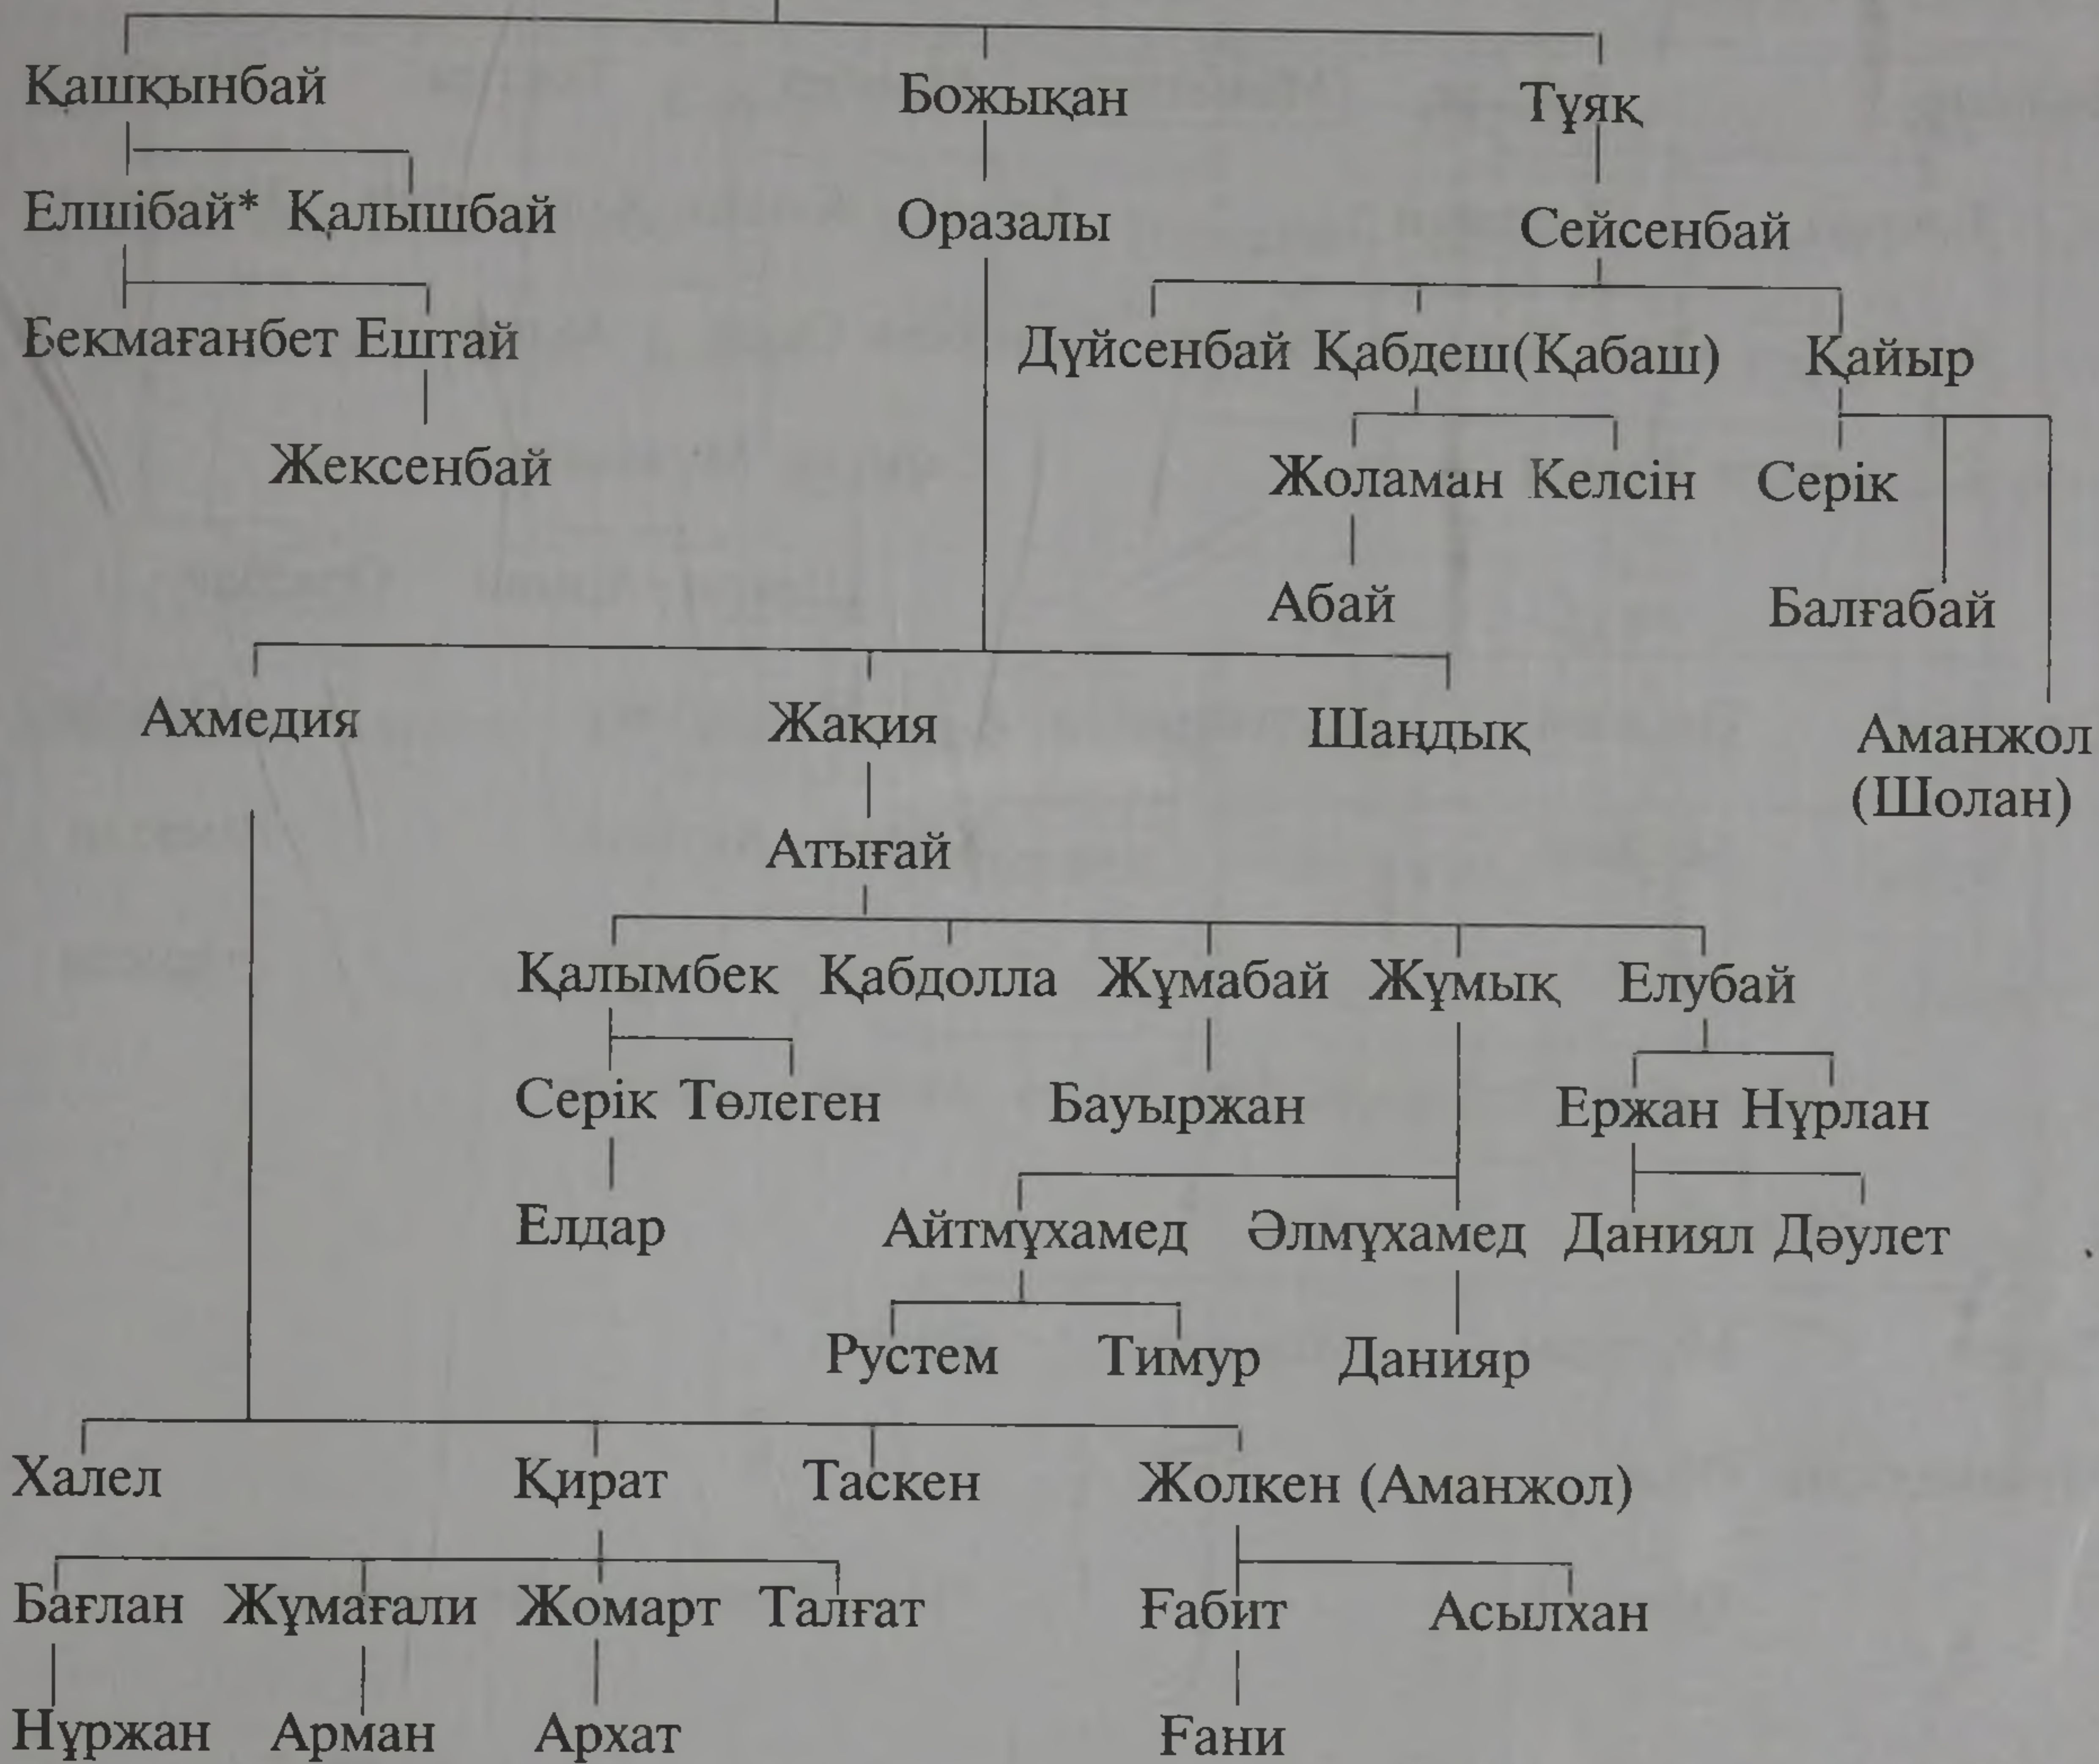 Қашқынбай Божықан Тұяқ
Елшібай* Қалышбай Оразалы Сейсенбай
Бекмағанбет Ештай Дүйсенбай Қабдеш(Қабаш) Қайыр
Жексенбай Жоламан Келсін Серік
Абай Балғабай
Ахмедия Жақия Шаңдық Аманжол
(Шолан)
Атығай
Қалымбек Қабдолла Жұмабай Жұмық Елубай
Серік Төлеген Бауыржан Ержан Нұрлан
Елдар Айтмұхамед Әлмұхамед Даниял Дәулет
Рустем Тимур Данияр
Халел Қират Таскен Жолкен (Аманжол)
Бағлан Жұмағали Жомарт Талғат Ғабит Асылхан
Нұржан Арман Архат Ғани